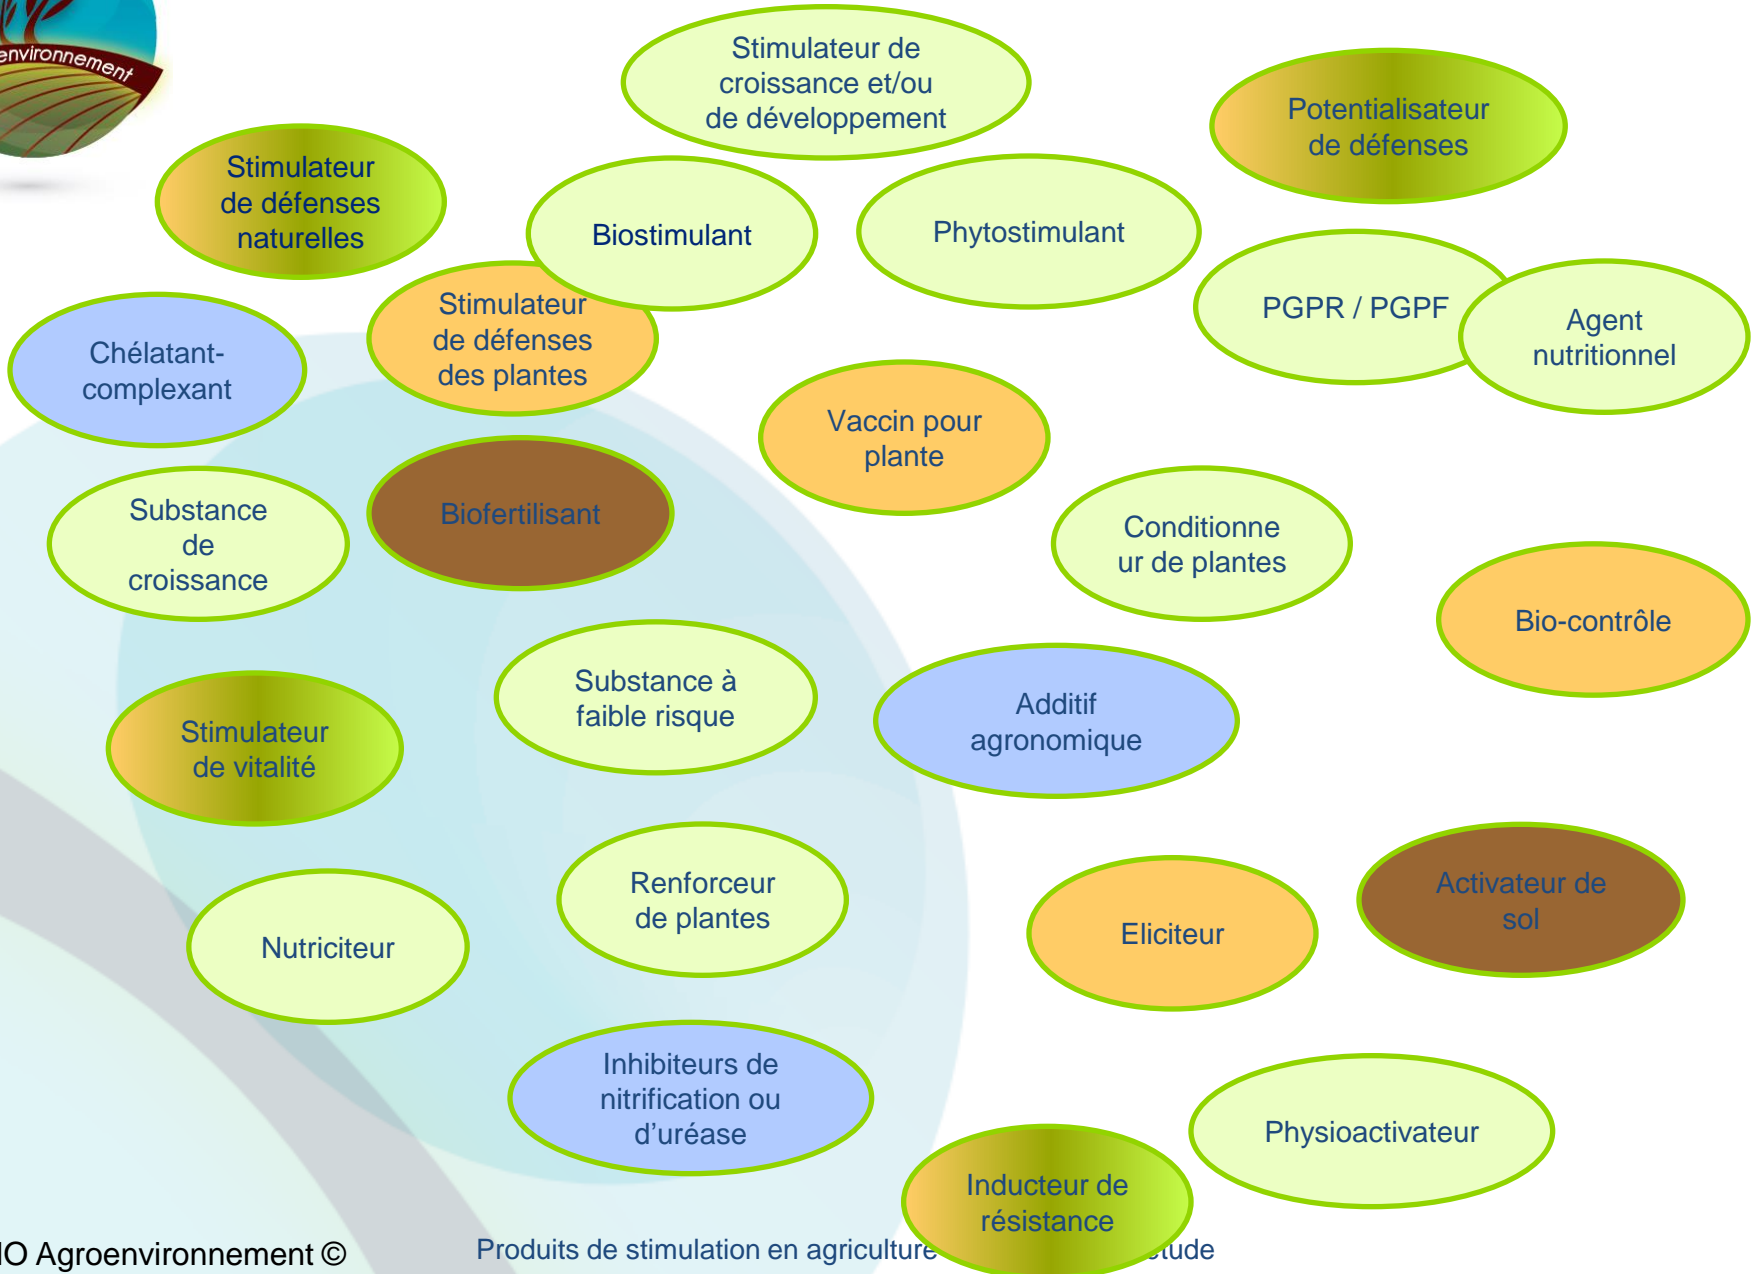 environnement
Stimulateur de
croissance et/ou
de développement
Potentialisateur
de défenses
Stimulateur
de défenses
naturelles
Biostimulant
Phytostimulant
PGPR / PGPF
Agent
nutritionnel
Stimulateur
de défenses
des plantes
Chélatant-
complexant
Vaccin pour
plante
Substance
de
croissance
Biofertilisant
Conditionne
ur de plantes
Bio-contrôle
Substance à
faible risque
Additif
agronomique
Stimulateur
de vitalité
Renforceur
de plantes
Activateur de
sol
Nutriciteur
Eliciteur
Inhibiteurs de
nitrification ou
d'uréase
Physioactivateur
Inducteur de
résistance
IO Agroenvironnement ©
Produits de stimulation en agriculture